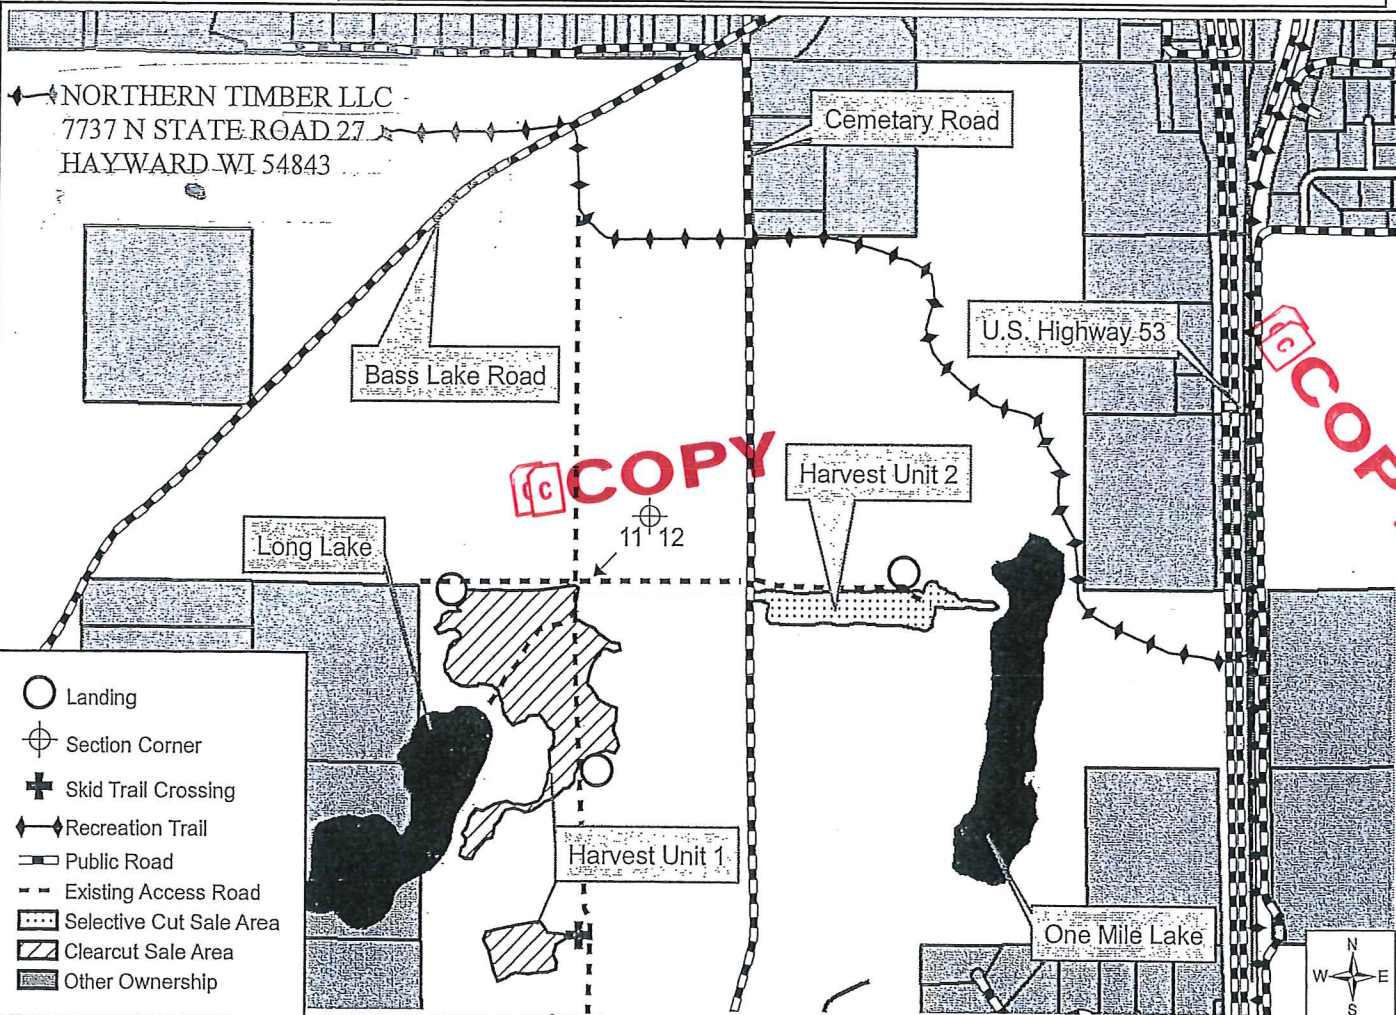 NORTHERN TIMBER LLC
7737 N STATE ROAD 27
HAYWARD WI 54843
Cemetary Road
U.S. Highway 53
Bass Lake Road
C COPY
C COP
Harvest Unit 2
11 12
Long Lake
Landing
Section Corner
Skid Trail Crossing
Recreation Trail
Public Road
Existing Access Road
Selective Cut Sale Area
Clearcut Sale Area
Other Ownership
Harvest Unit 1
One Mile Lake
N
W E
S